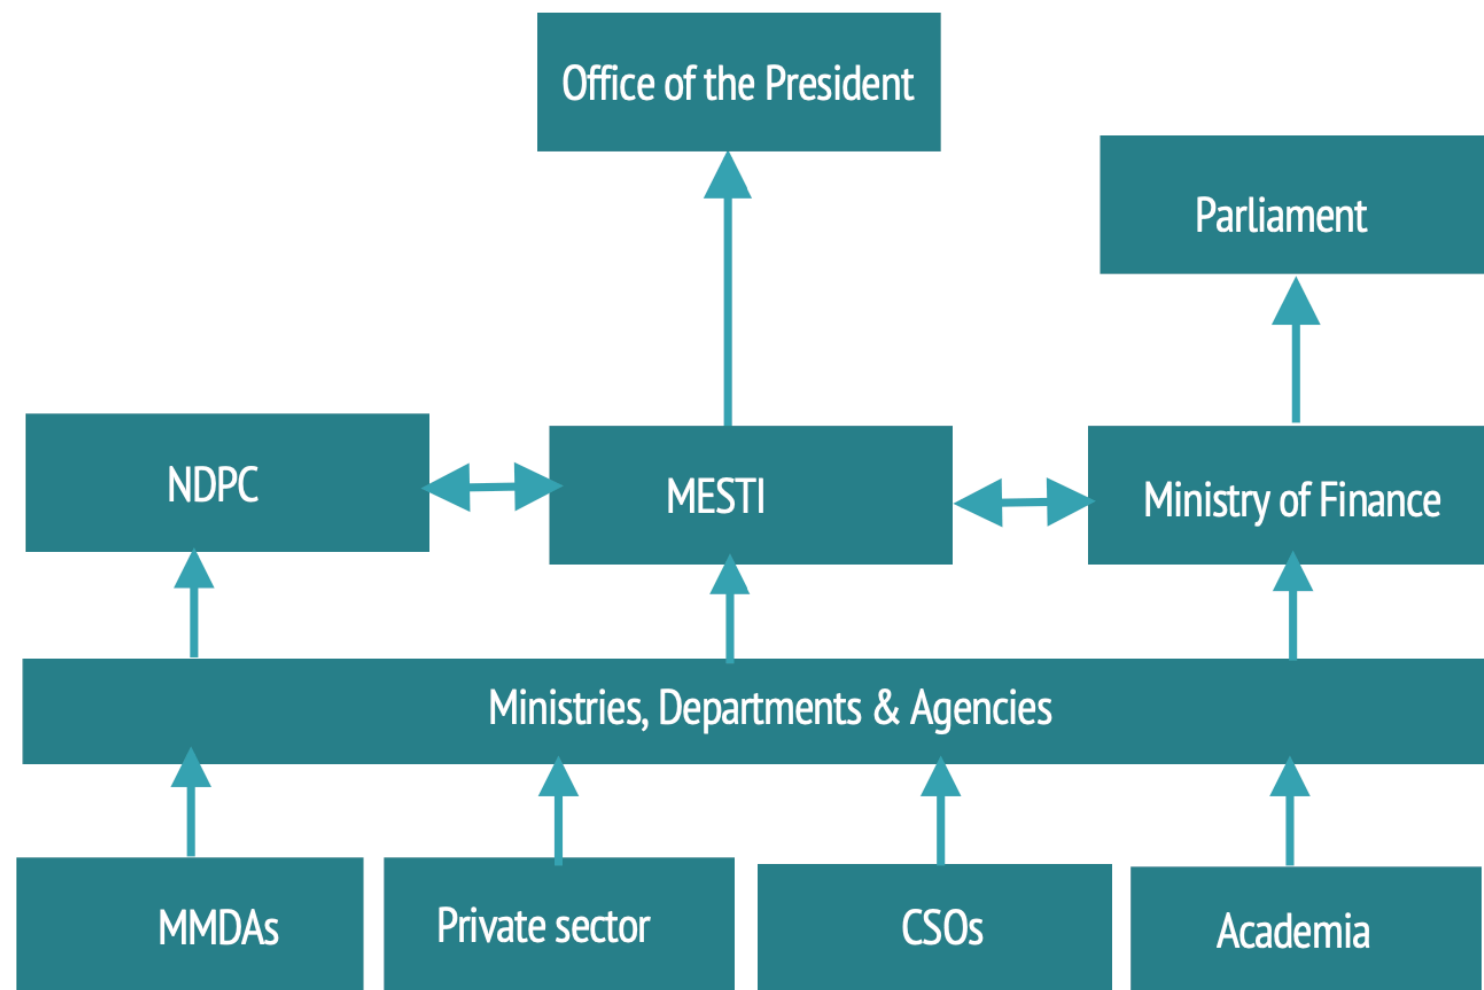 Office of the President
Parliament
NDPC
MESTI
Ministry of Finance
Ministries, Departments & Agencies
MMDAs
Private sector
CSOs
Academia